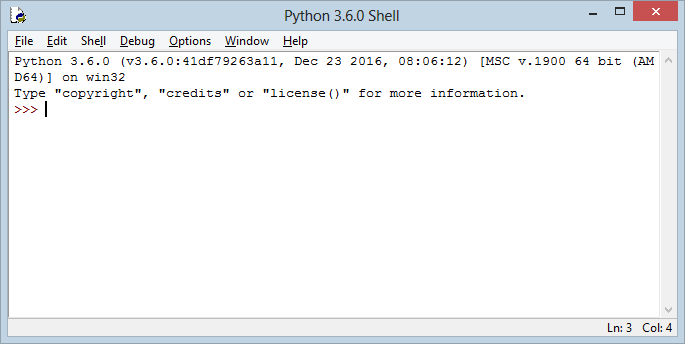 Python 3.6.0 Shell
File Edit Shell Debug Options Window Help
Python 3.6.0 (v3.6.0:41df79263a11, Dec 23 2016, 08:06:12) [MSC v.1900 64 bit (AM
D64)] on win32
Type "copyright", "credits" or "license()" for more information.
>>>
Ln: 3 Col: 4